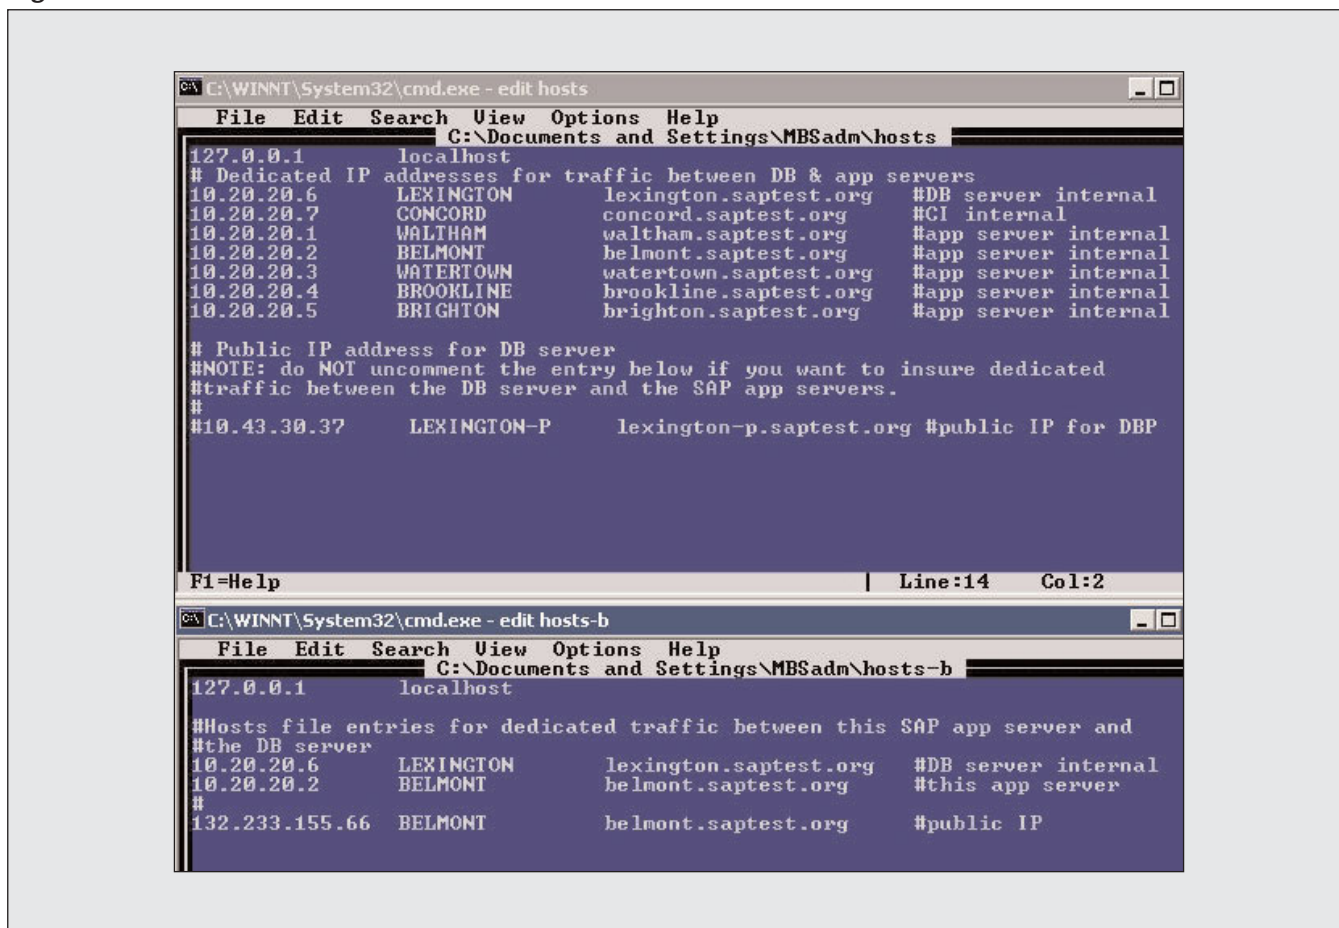 C:\WINNT\System32\cmd.exe - edit hosts
File Edit Search View Options Help
C:\Documents and Settings\MBSadm\hosts
127.0.0.1 localhost
# Dedicated IP addresses for traffic between DB & app servers
10.20.20.6 LEXINGTON lexington.saptest.org #DB server internal
10.20.20.7 CONCORD concord.saptest.org #CI internal
10.20.20.1 WALTHAM waltham.saptest.org #app server internal
10.20.20.2 BELMONT belmont.saptest.org #app server internal
10.20.20.3 WATERTOWN watertown.saptest.org #app server internal
10.20.20.4 BROOKLINE brookline.saptest.org #app server internal
10.20.20.5 BRIGHTON brighton.saptest.org #app server internal
# Public IP address for DB server
#NOTE: do NOT uncomment the entry below if you want to insure dedicated
#traffic between the DB server and the SAP app servers.
#
#10.43.30.37 LEXINGTON-P lexington-p.saptest.org #public IP for DBP
F1=Help | Line:14 Col:2
C:\WINNT\System32\cmd.exe - edit hosts-b
File Edit Search View Options Help
C:\Documents and Settings\MBSadm\hosts-b
127.0.0.1 localhost
#Hosts file entries for dedicated traffic between this SAP app server and
#the DB server
10.20.20.6 LEXINGTON lexington.saptest.org #DB server internal
10.20.20.2 BELMONT belmont.saptest.org #this app server
#
132.233.155.66 BELMONT belmont.saptest.org #public IP